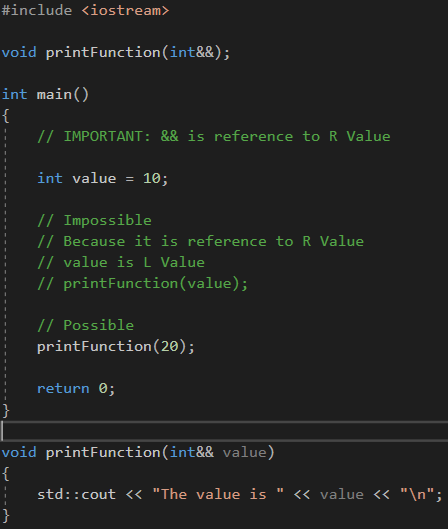 #include <iostream>
void printFunction(int&&);
int main()
{
// IMPORTANT: && is reference to R Value
int value = 10;
// Impossible
// Because it is reference to R Value
// value is L Value
// printFunction(value);
// Possible
printFunction(20);
return 0;
}
void printFunction(int&& value)
{
std::cout << "The value is " << value << "\n";
}